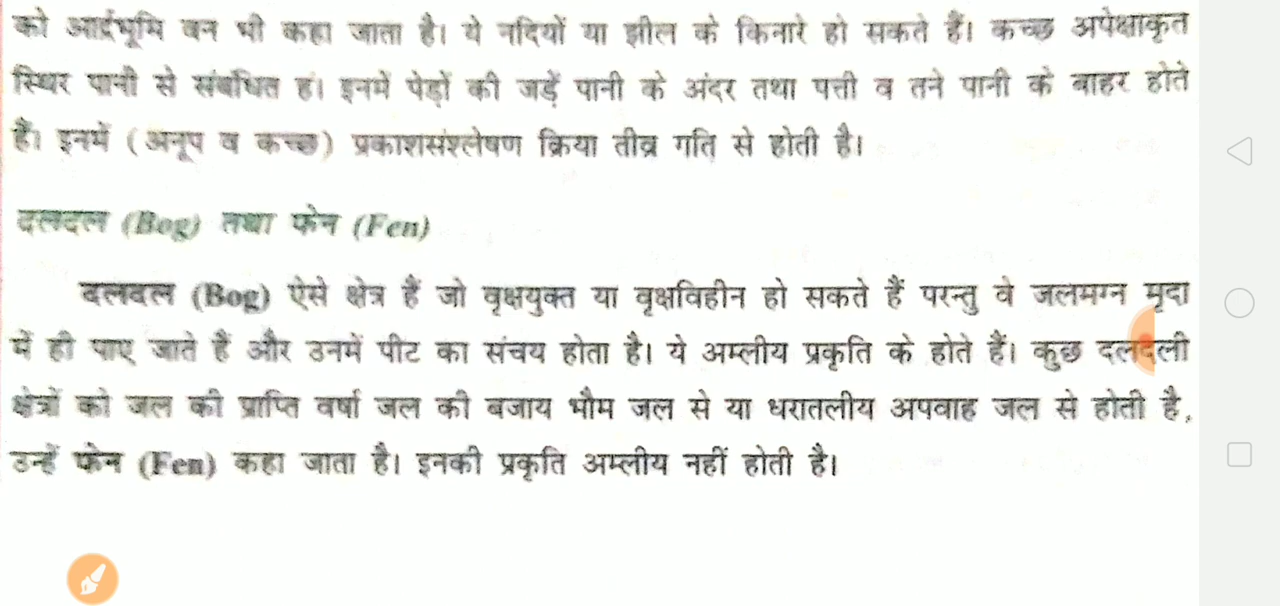 को आर्द्रभूमि वन भी कहा जाता है। ये नदियों या झील के किनारे हो सकते हैं। कच्छ अपेक्षाकृत
स्थिर पानी से संबंधित हैं। इनमें पेड़ों की जड़ें पानी के अंदर तथा पत्ती व तने पानी के बाहर होते
हैं। इनमें (अनूप व कच्छ) प्रकाशसंश्लेषण क्रिया तीव्र गति से होती है।
दलदल (Bog) तथा फेन (Fen)
दलदल (Bog) ऐसे क्षेत्र हैं जो वृक्षयुक्त या वृक्षविहीन हो सकते हैं परन्तु वे जलमग्न मृदा
में ही पाए जाते हैं और उनमें पीट का संचय होता है। ये अम्लीय प्रकृति के होते हैं। कुछ दलदली
क्षेत्रों को जल की प्राप्ति वर्षा जल की बजाय भौम जल से या धरातलीय अपवाह जल से होती है,
उन्हें फेन (Fen) कहा जाता है। इनकी प्रकृति अम्लीय नहीं होती है।